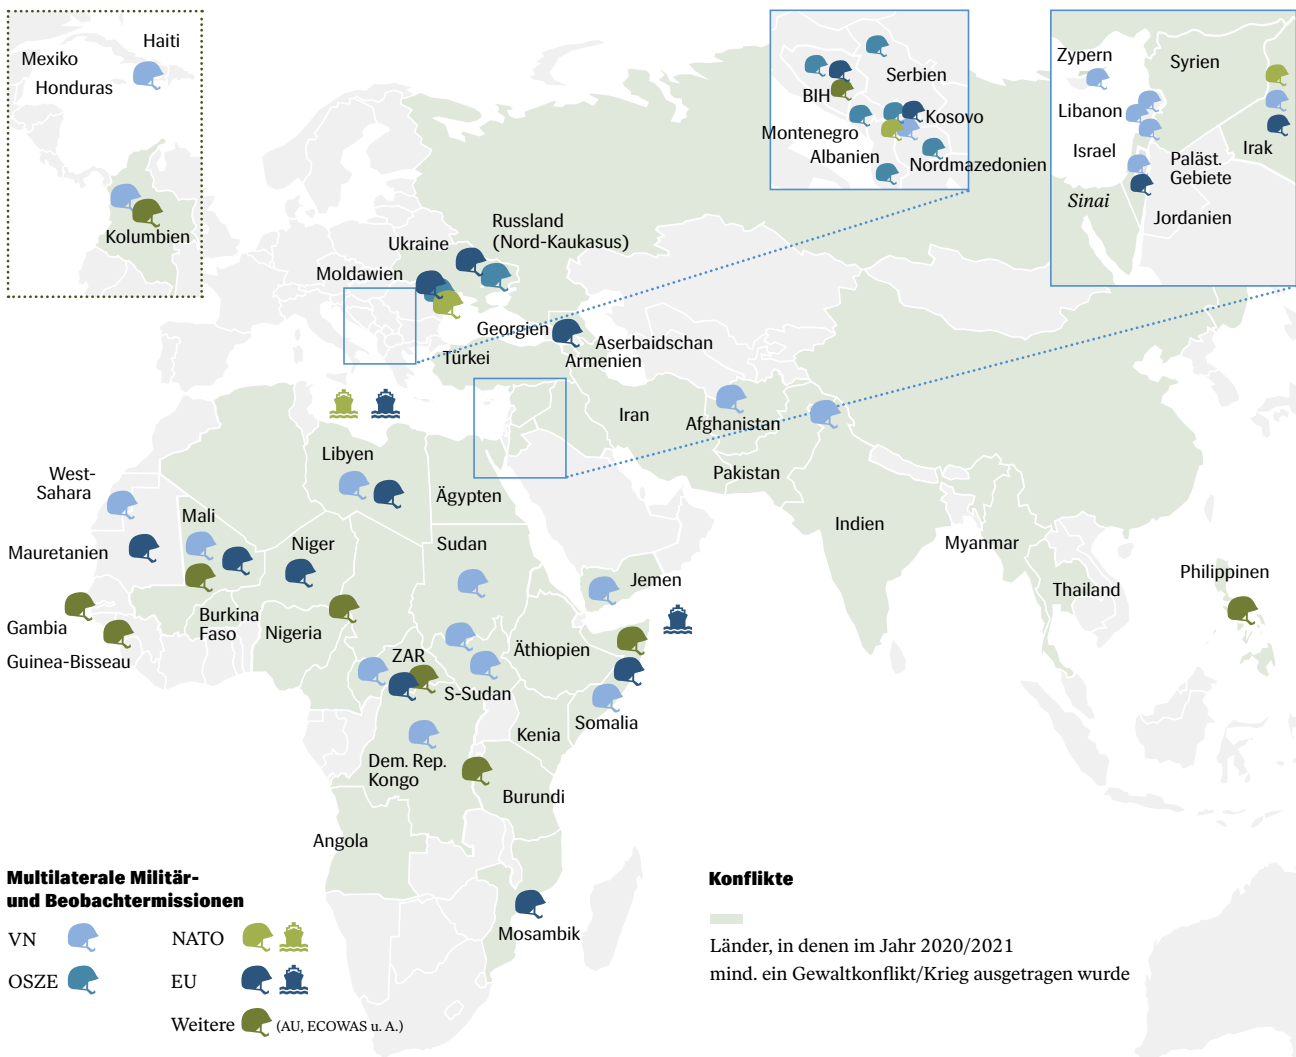 Haiti
Mexiko
Honduras
Kolumbien
Serbien
BIH
Kosovo
Montenegro
Albanien
Nordmazedonien
Zypern
Syrien
Libanon
Irak
Israel
Paläst.
Gebiete
Sinai
Jordanien
Russland
(Nord-Kaukasus)
Ukraine
Moldawien
Georgien
Aserbaidschan
Armenien
Türkei
Iran
Afghanistan
Pakistan
Libyen
Ägypten
West-
Sahara
Mali
Mauretanien
Niger
Sudan
Indien
Myanmar
Jemen
Philippinen
Thailand
Gambia
Burkina
Faso
Nigeria
Guinea-Bissau
ZAR
Äthiopien
S-Sudan
Somalia
Kenia
Dem. Rep.
Kongo
Burundi
Angola
Mosambik
Multilaterale Militär-
und Beobachtermissionen
VN
NATO
OSZE
EU
Weitere (AU, ECOWAS u. A.)
Konflikte
Länder, in denen im Jahr 2020/2021
mind. ein Gewaltkonflikt/Krieg ausgetragen wurde